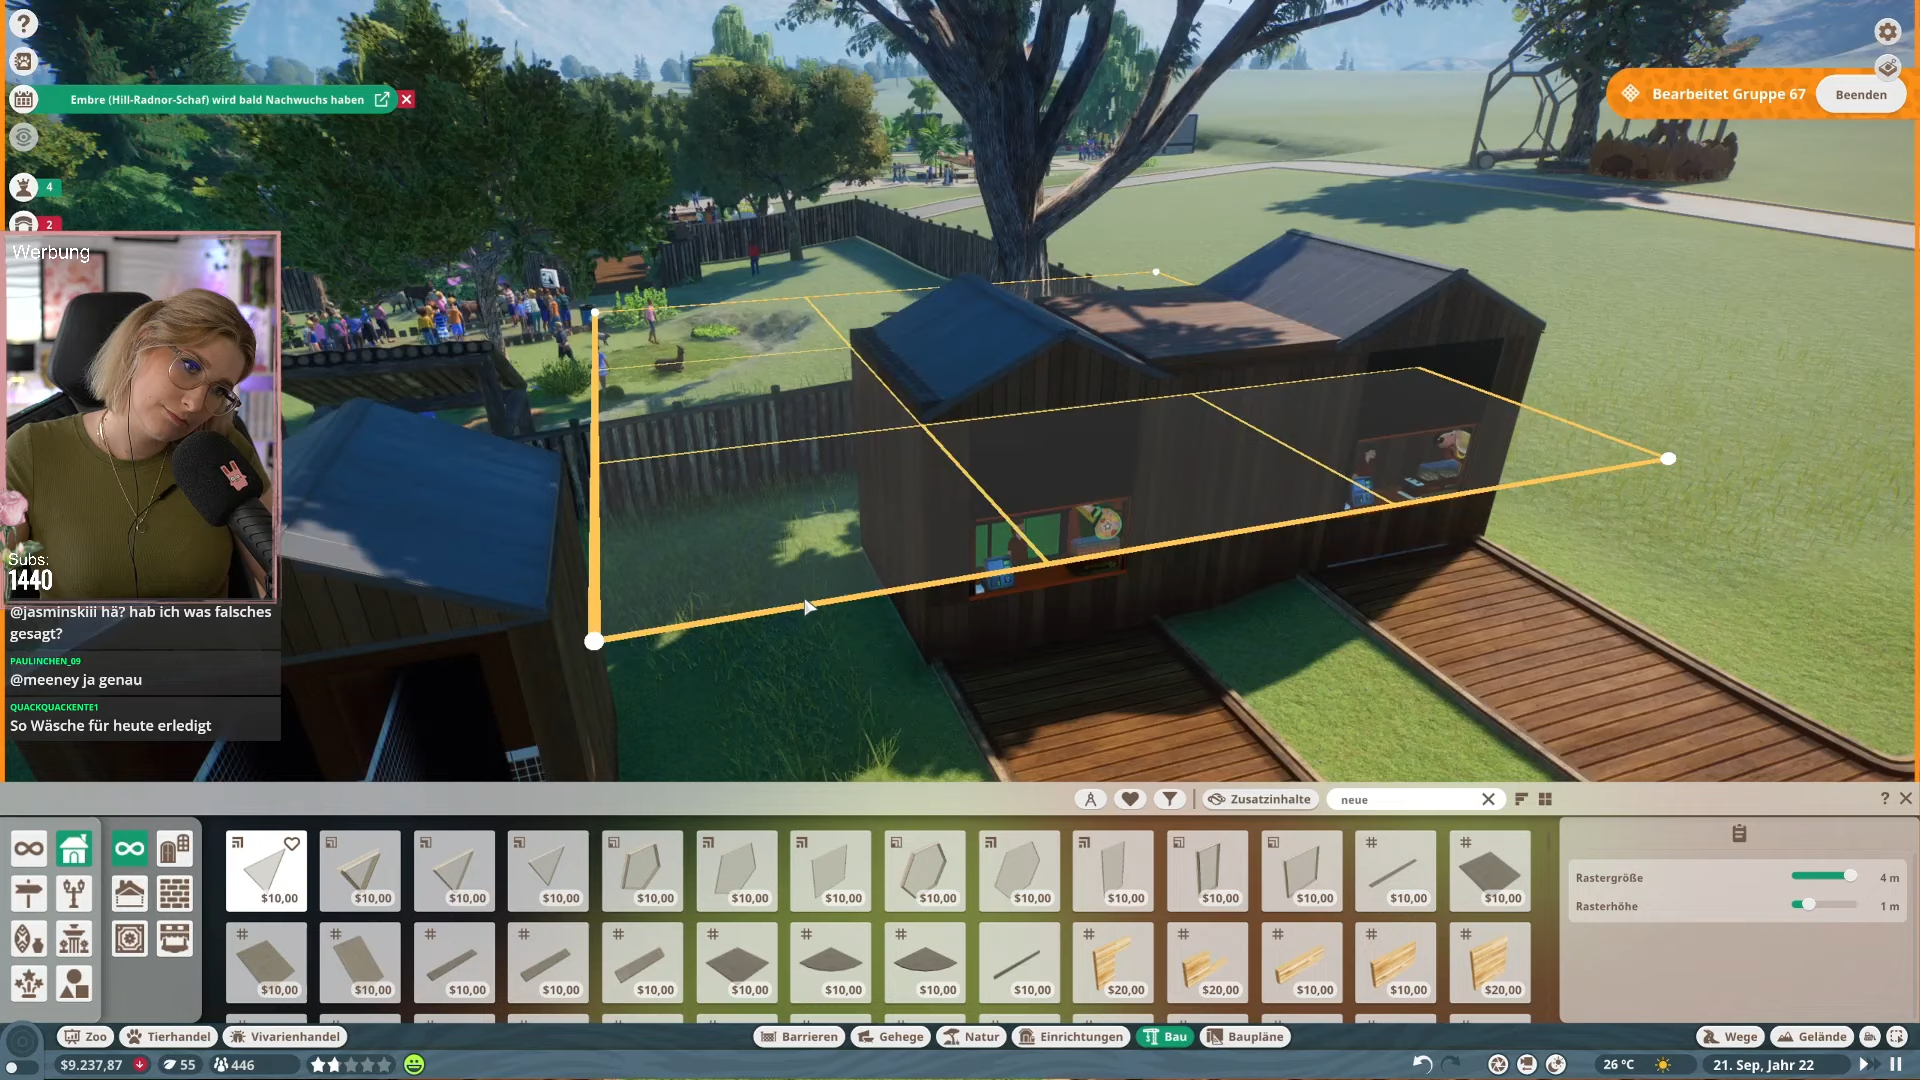 Embre (Hill-Radnor-Schaf) wird bald Nachwuchs haben
Bearbeitet Gruppe 67
Beenden
4
2
Werbung
Subs:
1440
@jasminskiii hä? hab ich was falsches
gesagt?
PAULINCHEN_09
@meeney ja genau
QUACKQUACKENTE1
So Wäsche für heute erledigt
Zusatzinhalte
neue
$10,00 $10,00 $10,00 $10,00 $10,00 $10,00 $10,00 $10,00 $10,00 $10,00 $10,00 $10,00 $10,00 $10,00
$10,00 $10,00 $10,00 $10,00 $10,00 $10,00 $10,00 $10,00 $10,00 $20,00 $20,00 $10,00 $10,00 $20,00
Rastergröße 4 m
Rasterhöhe 1 m
Zoo Tierhandel Vivarienhandel Barrieren Gehege Natur Einrichtungen Bau Baupläne Wege Gelände
$9.237,87 55 446 26 °C 21. Sep, Jahr 22